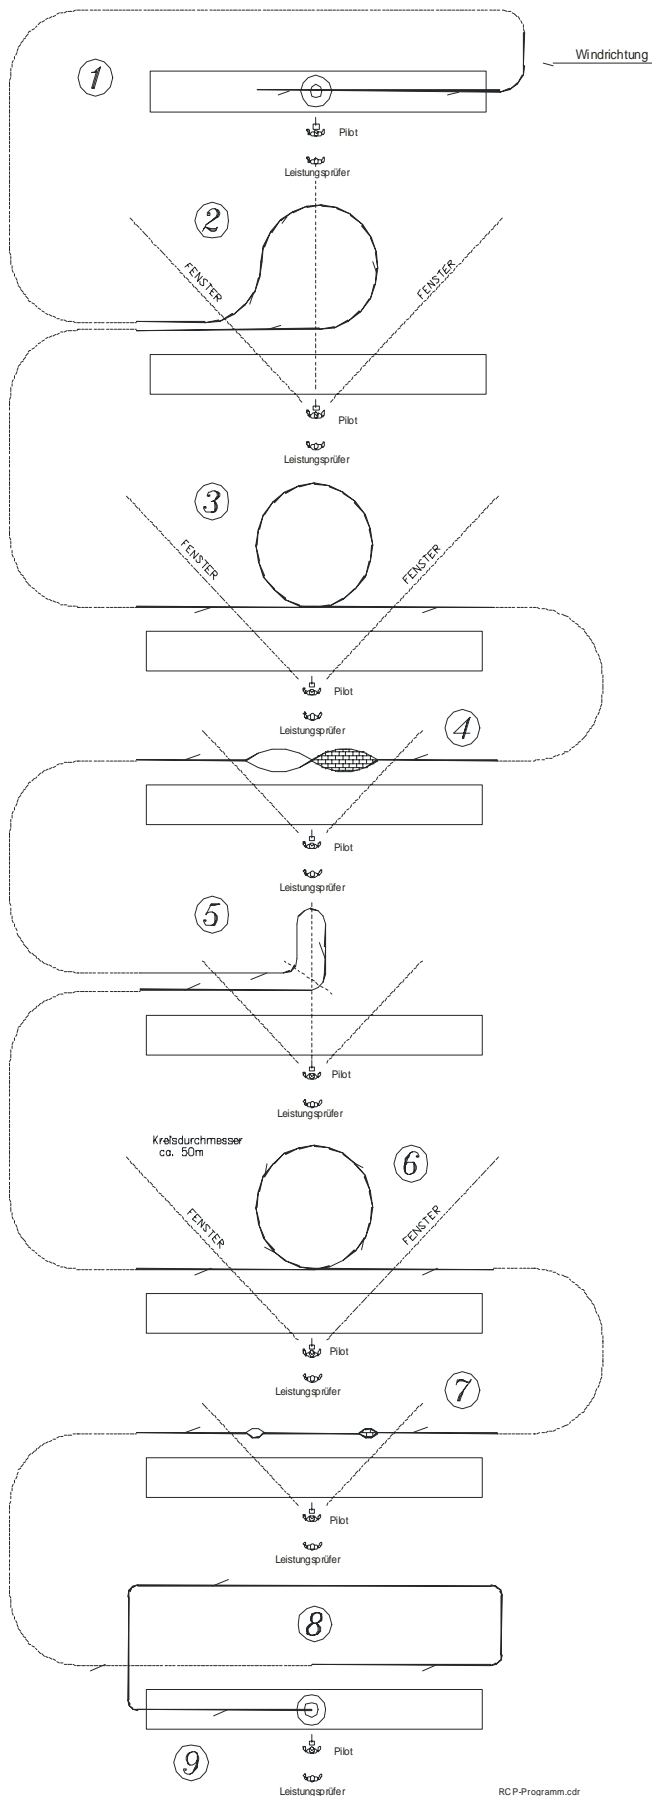 Windrichtung
1
Pilot
Leistungsprüfer
2
FENSTER
FENSTER
Pilot
Leistungsprüfer
3
FENSTER
FENSTER
Pilot
Leistungsprüfer
4
Pilot
Leistungsprüfer
5
Pilot
Leistungsprüfer
Kreisdurchmesser
ca. 50m
6
FENSTER
FENSTER
Pilot
Leistungsprüfer
7
Pilot
Leistungsprüfer
8
9
Pilot
Leistungsprüfer
RCP-Programm.cdr